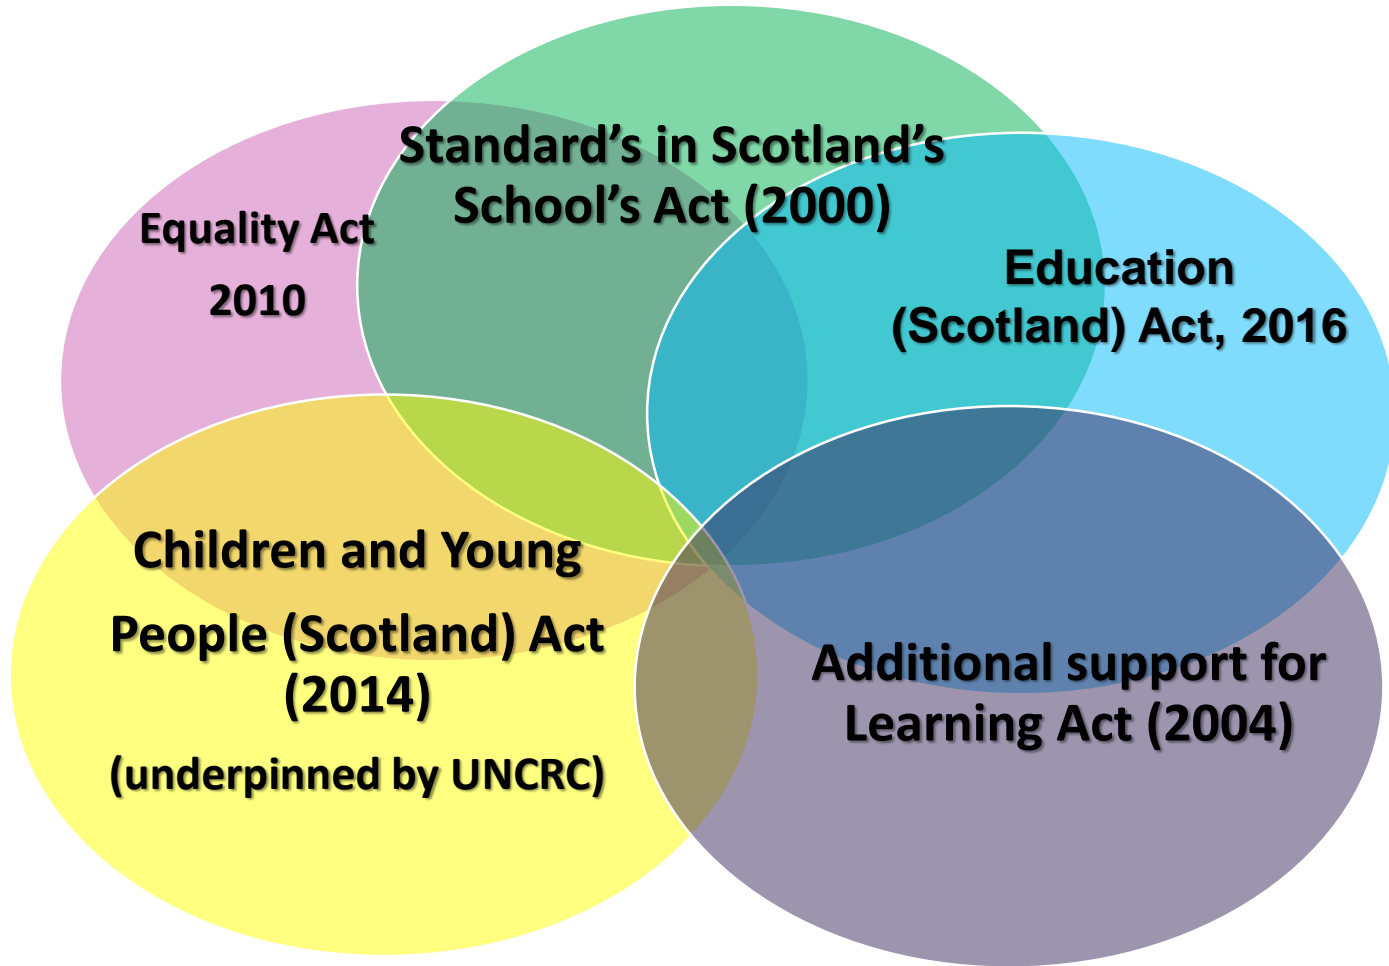 Standard’s in Scotland’s
School’s Act (2000)
Equality Act
2010
Education
(Scotland) Act, 2016
Children and Young
People (Scotland) Act
(2014)
(underpinned by UNCRC)
Additional support for
Learning Act (2004)